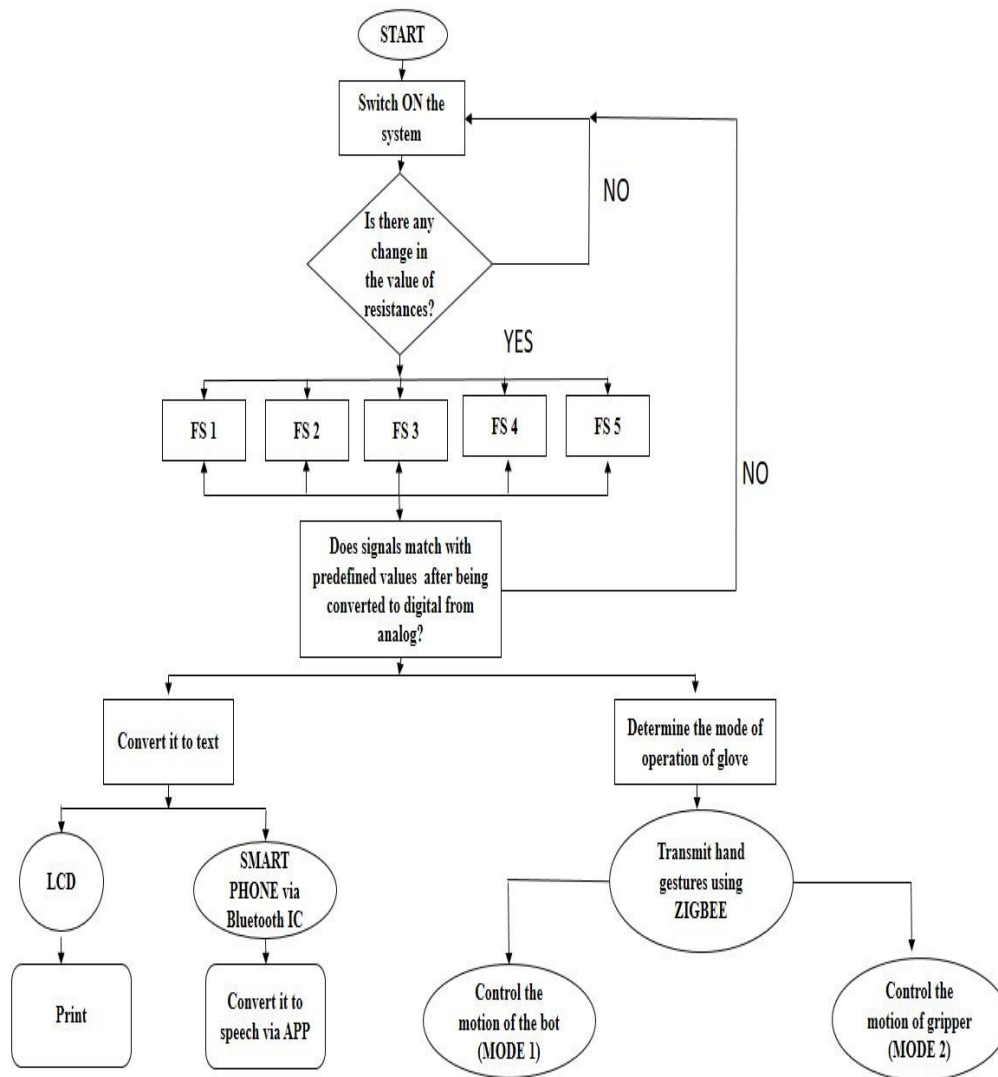 START
Switch ON the
system
NO
Is there any
change in
the value of
resistances?
YES
FS 1
FS 2
FS 3
FS 4
FS 5
NO
Does signals match with
predefined values after being
converted to digital from
analog?
Convert it to text
Determine the mode of
operation of glove
LCD
SMART
PHONE via
Bluetooth IC
Transmit hand
gestures using
ZIGBEE
Print
Convert it to
speech via APP
Control the
motion of the bot
(MODE 1)
Control the
motion of gripper
(MODE 2)